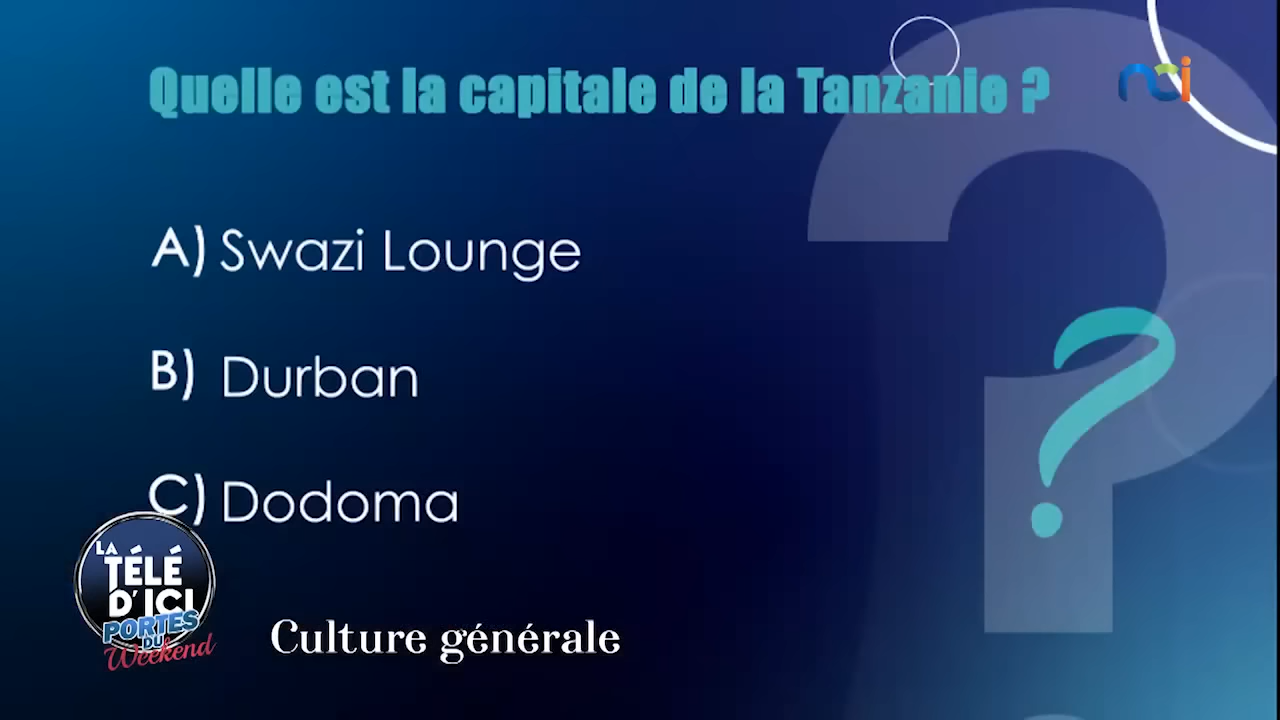 Quelle est la capitale de la Tanzanie ?
nci
A) Swazi Lounge
B) Durban
C) Dodoma
LA
TÉLÉ
D'ICI
PORTES
DU
Weekend
Culture générale